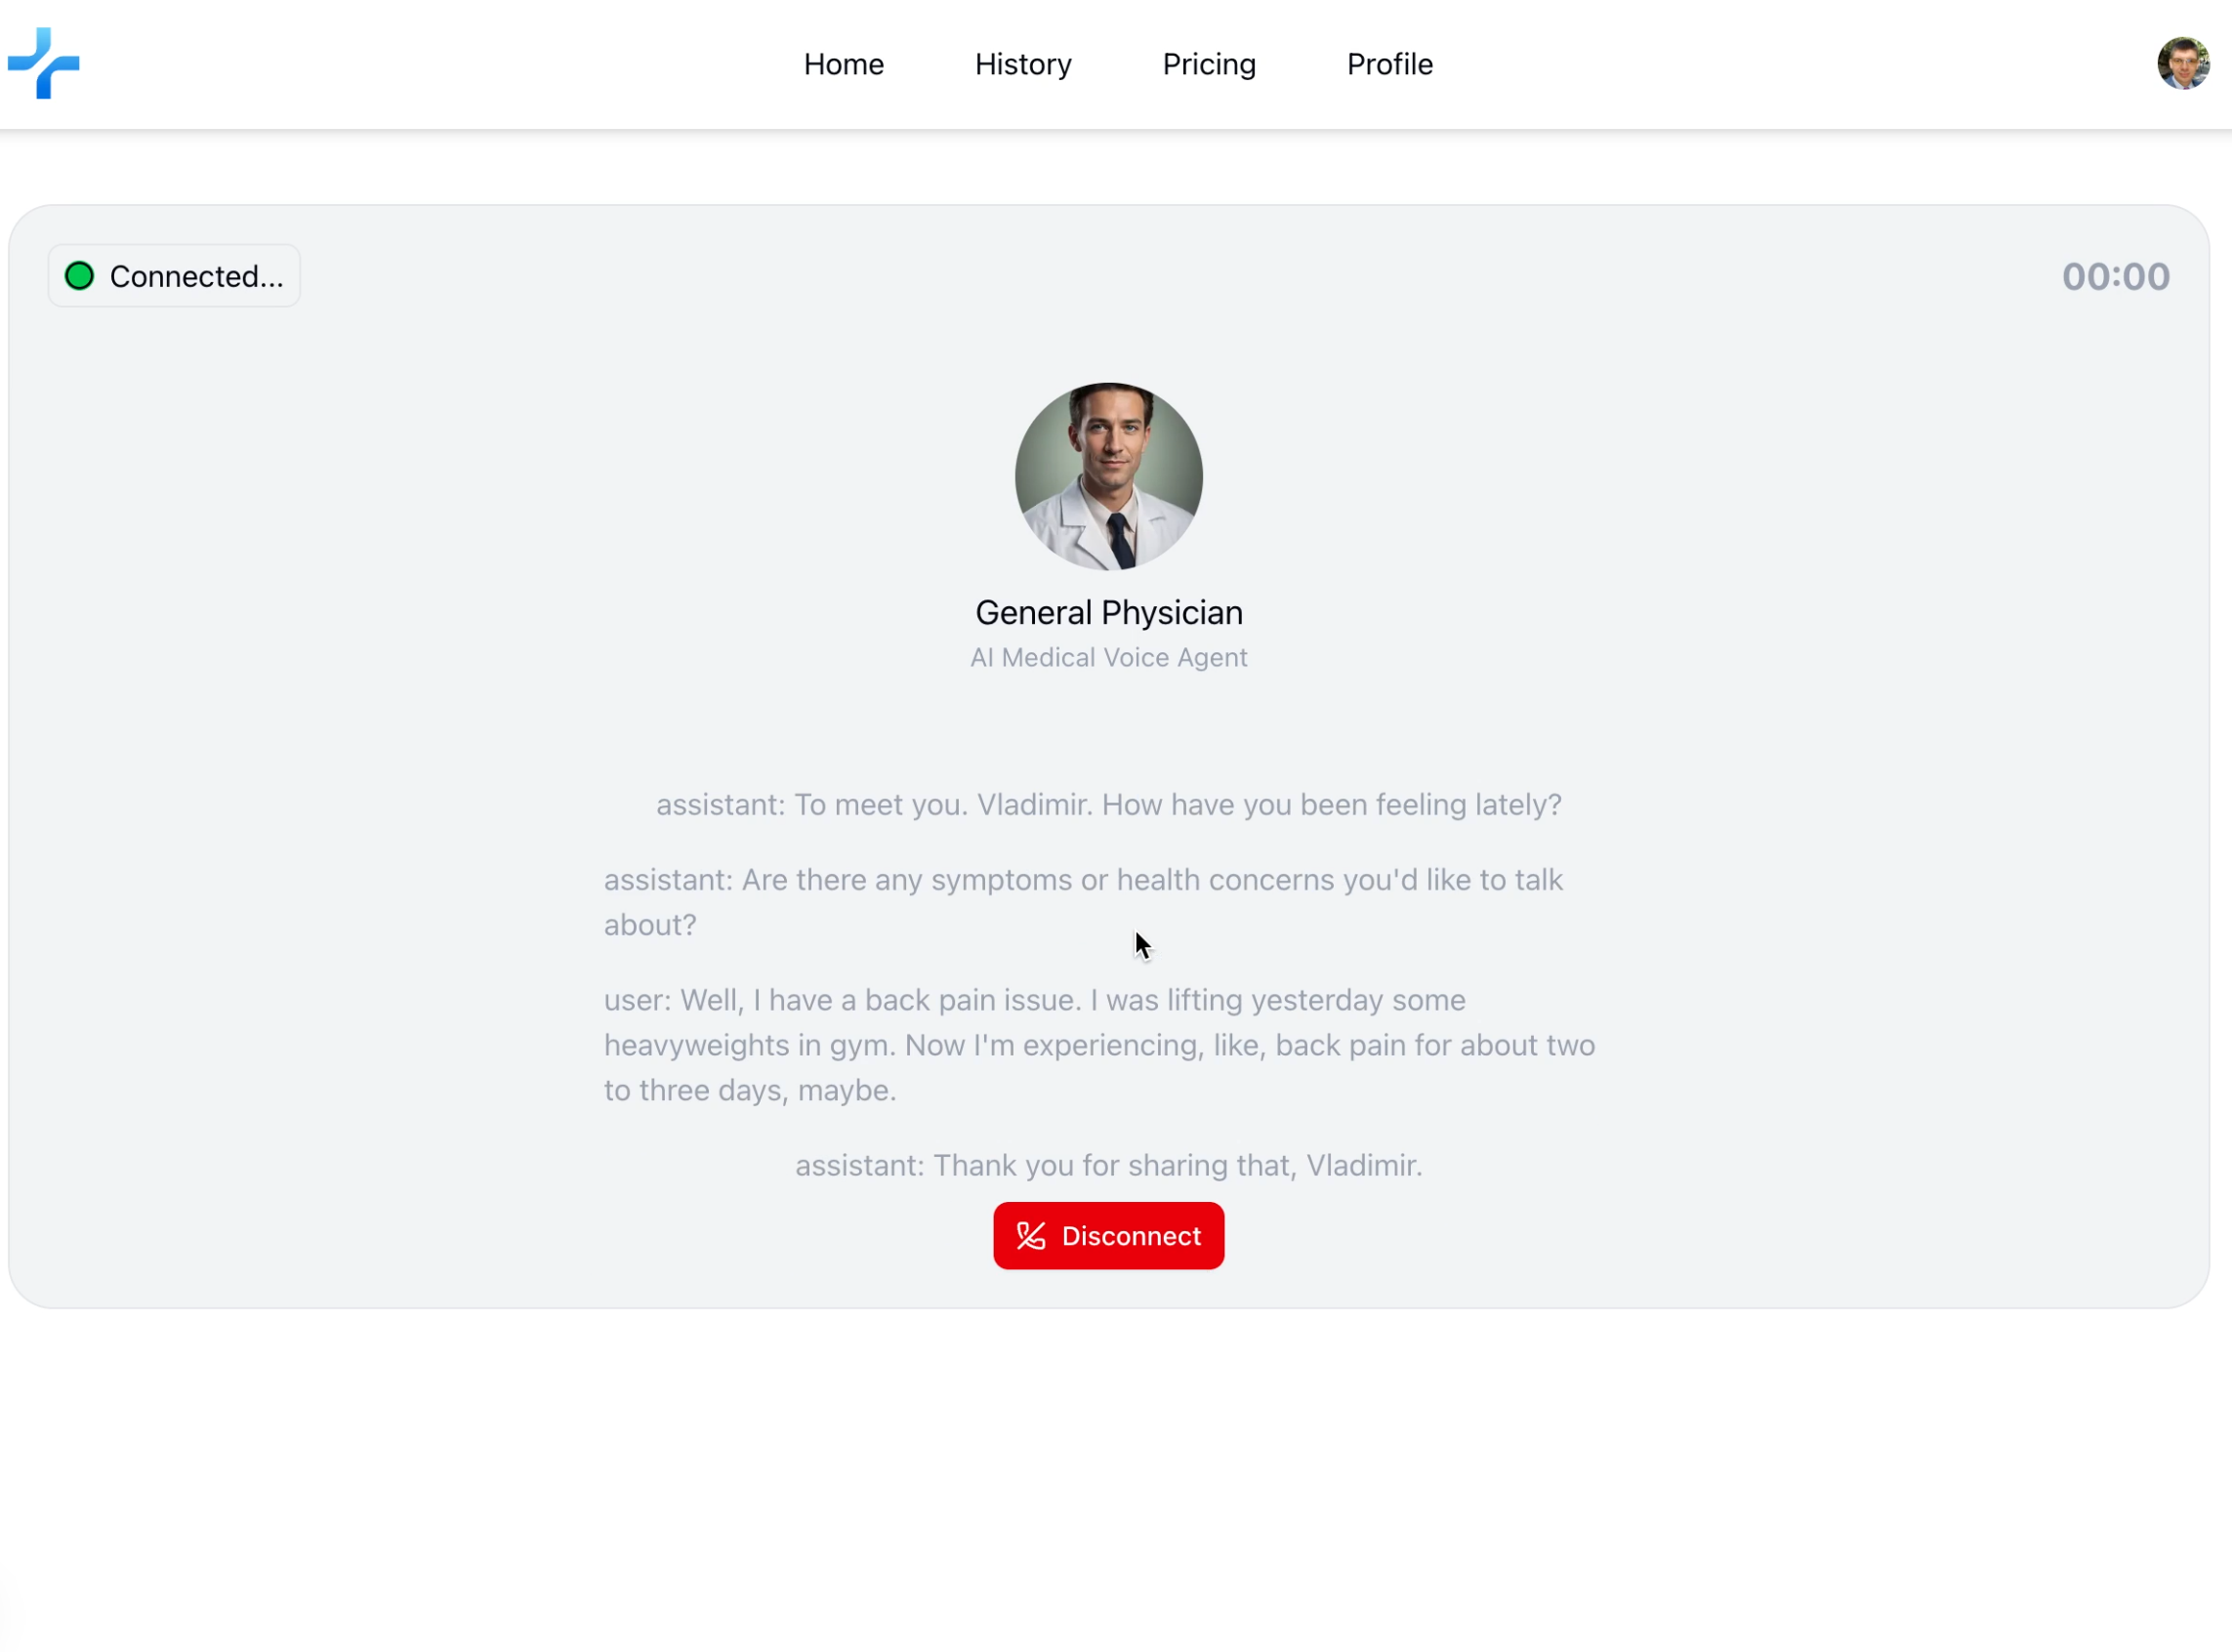 Home History Pricing Profile
Connected... 00:00
General Physician
AI Medical Voice Agent
assistant: To meet you. Vladimir. How have you been feeling lately?
assistant: Are there any symptoms or health concerns you'd like to talk
about?
user: Well, I have a back pain issue. I was lifting yesterday some
heavyweights in gym. Now I'm experiencing, like, back pain for about two
to three days, maybe.
assistant: Thank you for sharing that, Vladimir.
Disconnect